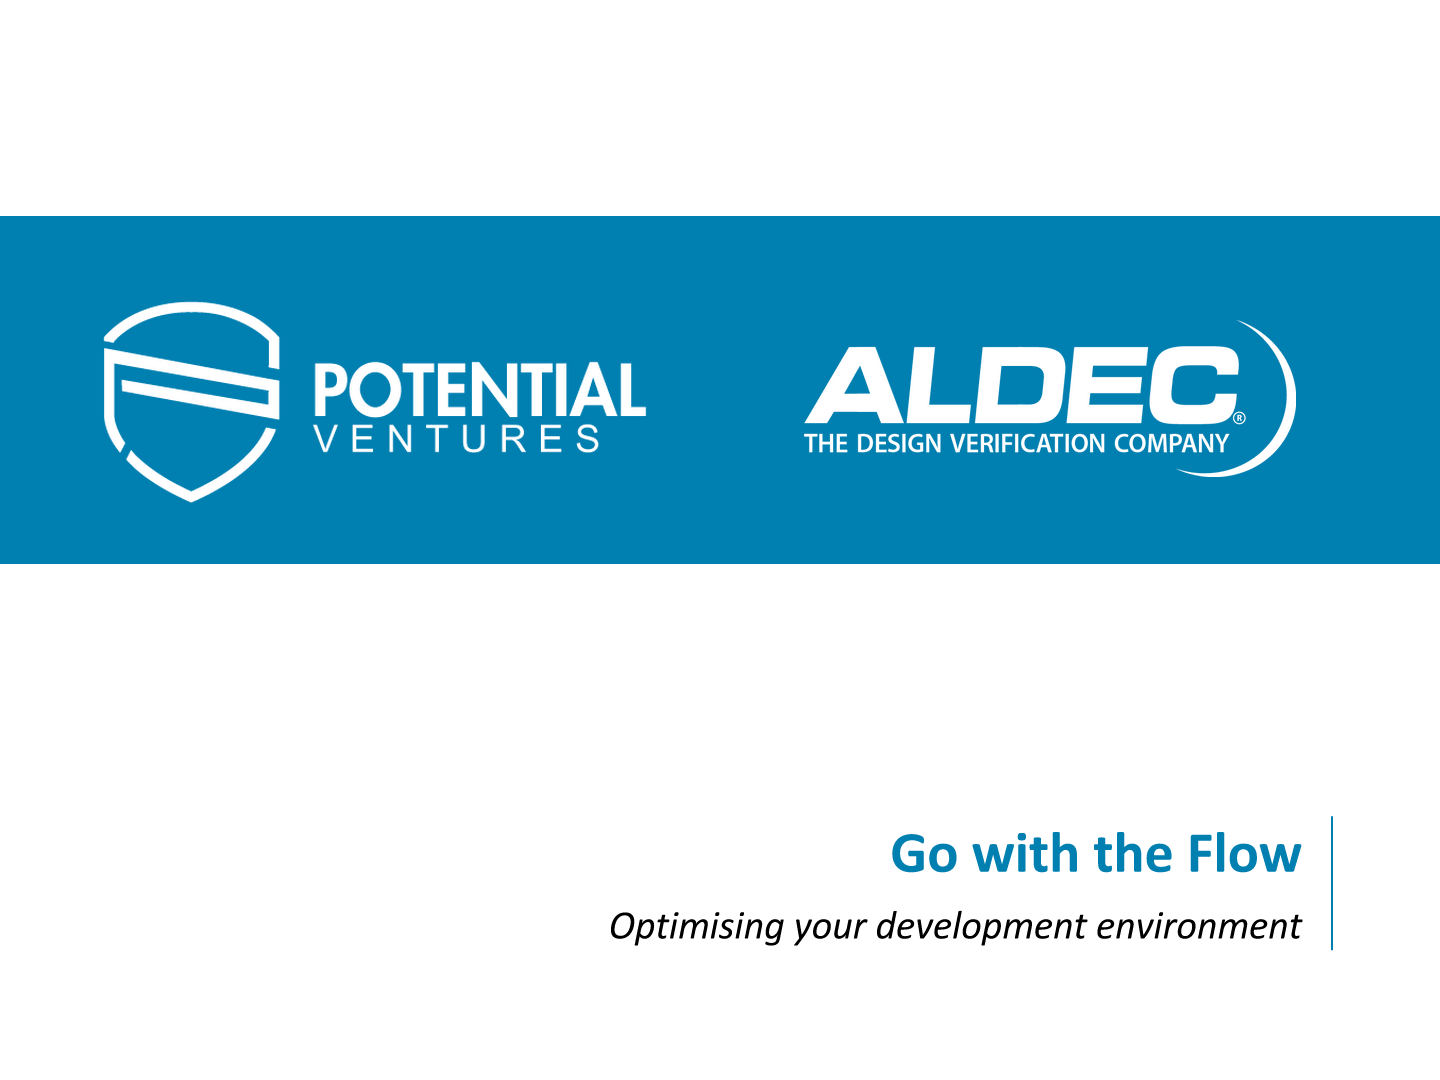 POTENTIAL
VENTURES
ALDEC®
THE DESIGN VERIFICATION COMPANY
Go with the Flow
Optimising your development environment